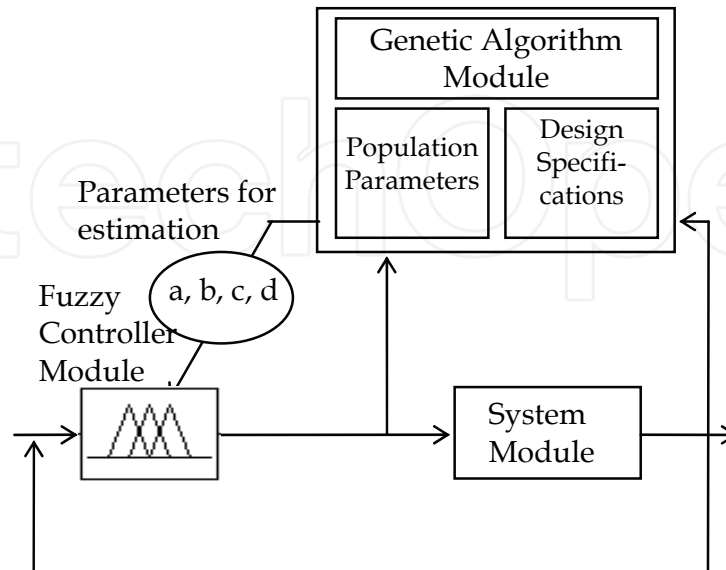 Genetic Algorithm
Module
Population
Parameters
Design
Specifi-
cations
Parameters for
estimation
a, b, c, d
Fuzzy
Controller
Module
System
Module